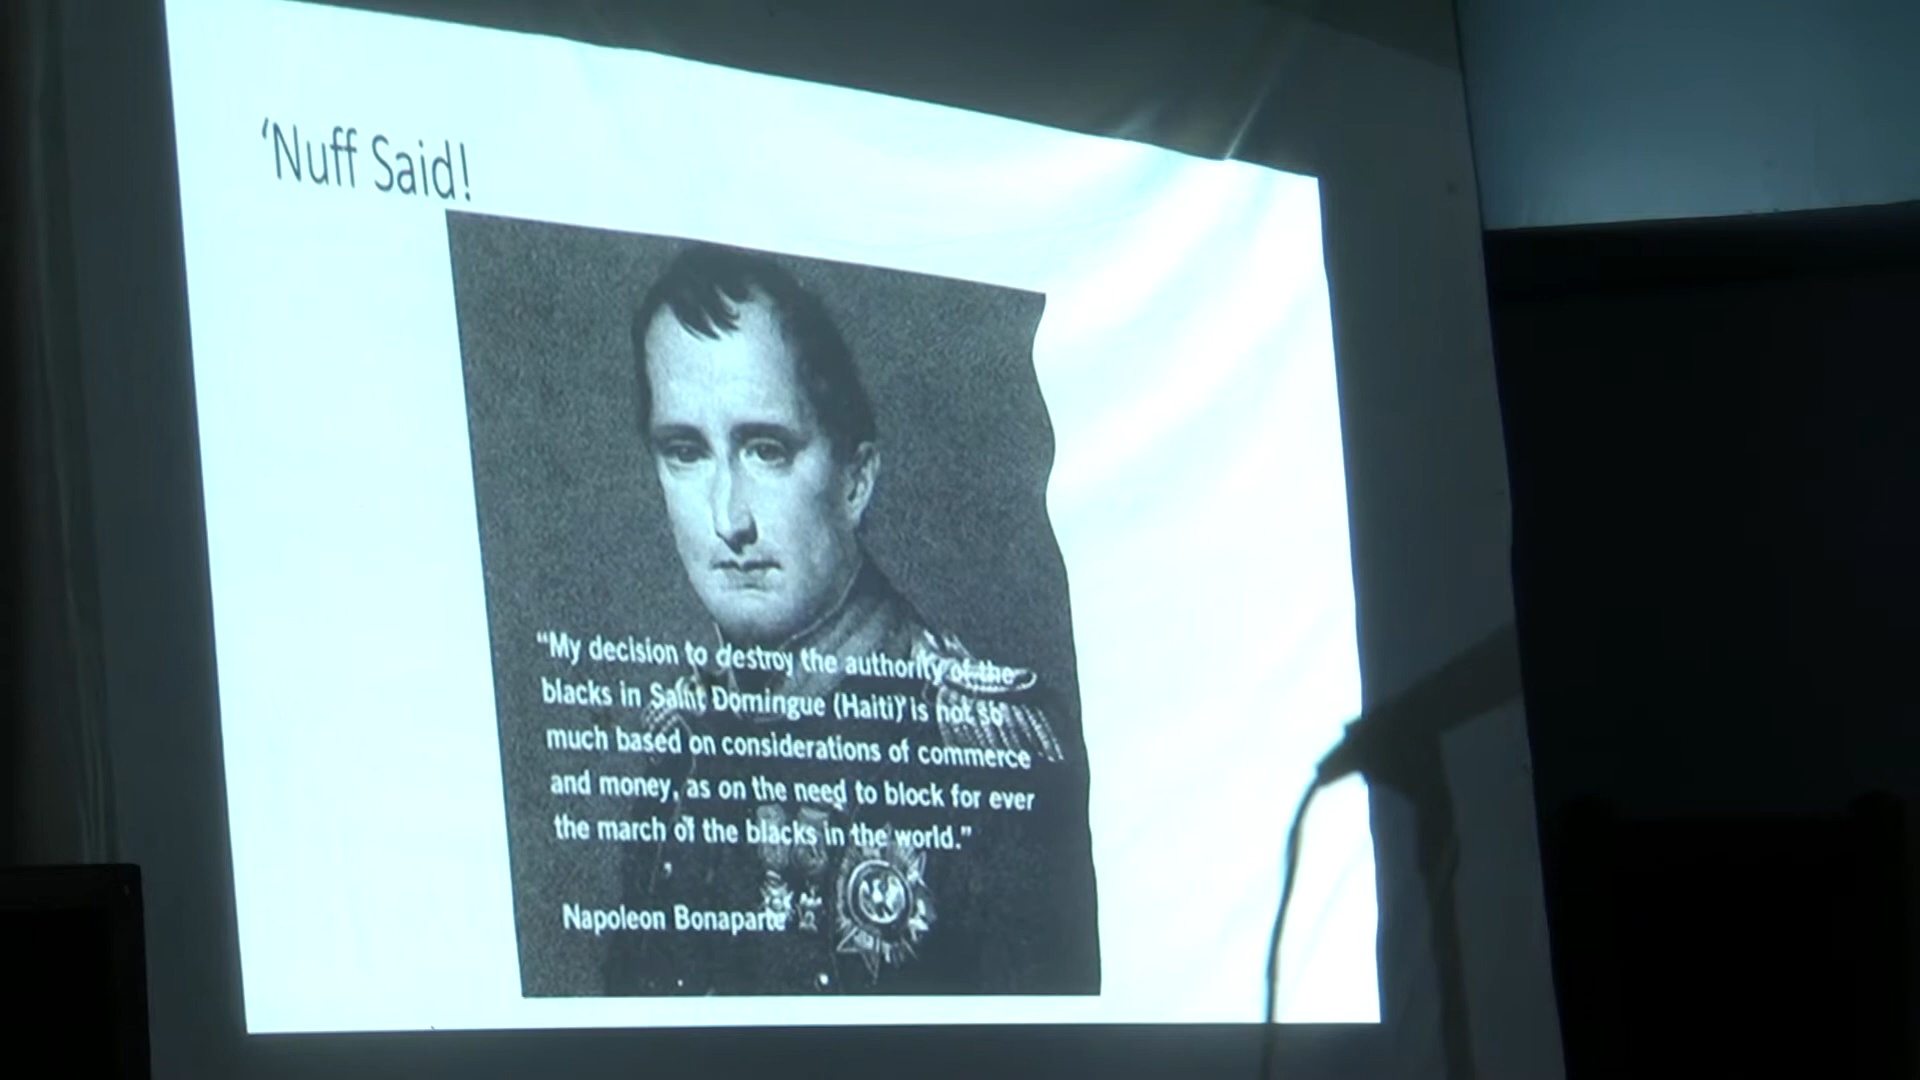 ‘Nuff Said!
“My decision to destroy the authority of the
blacks in Saint Domingue (Haiti) is not so
much based on considerations of commerce
and money, as on the need to block for ever
the march of the blacks in the world.”
Napoleon Bonaparte